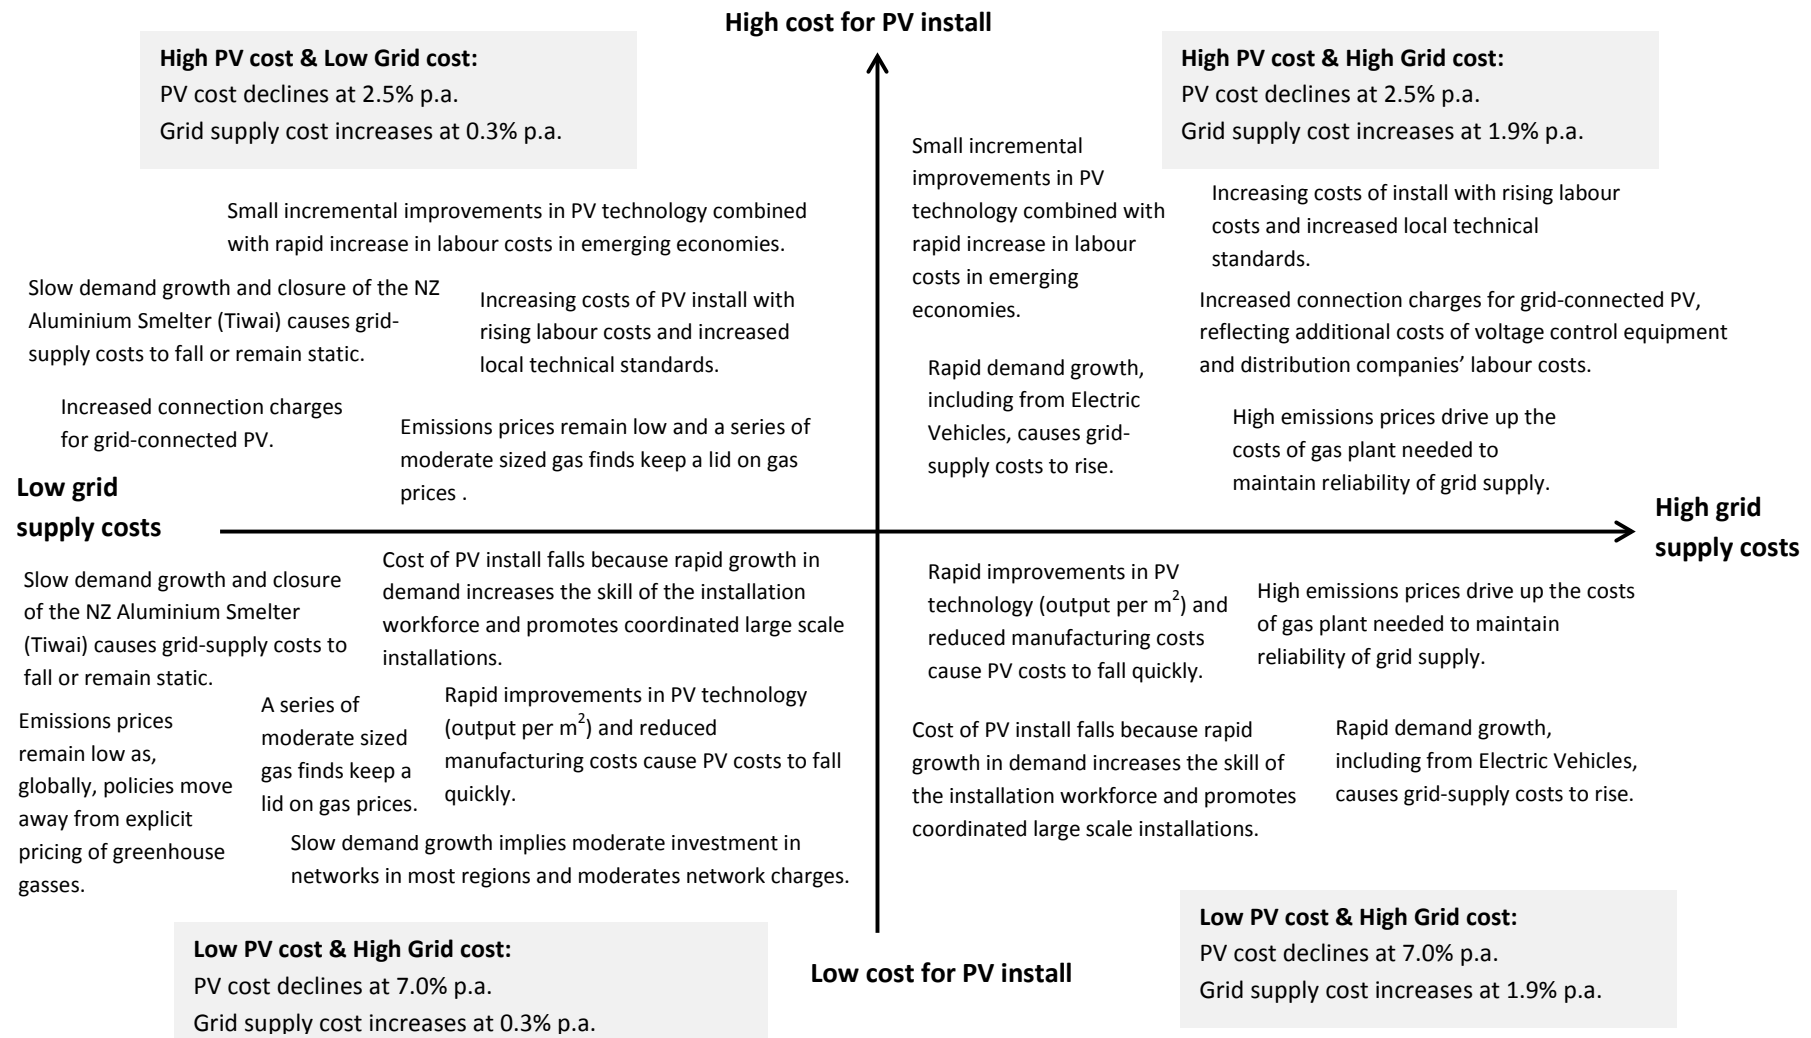 High cost for PV install
High PV cost & Low Grid cost:
PV cost declines at 2.5% p.a.
Grid supply cost increases at 0.3% p.a.
High PV cost & High Grid cost:
PV cost declines at 2.5% p.a.
Grid supply cost increases at 1.9% p.a.
Small incremental improvements in PV technology combined
with rapid increase in labour costs in emerging economies.
Slow demand growth and closure of the NZ
Aluminium Smelter (Tiwai) causes grid-
supply costs to fall or remain static.
Increasing costs of PV install with
rising labour costs and increased
local technical standards.
Increased connection charges
for grid-connected PV.
Emissions prices remain low and a series of
moderate sized gas finds keep a lid on gas
prices .
Small incremental
improvements in PV
technology combined with
rapid increase in labour
costs in emerging
economies.
Increasing costs of install with rising labour
costs and increased local technical
standards.
Increased connection charges for grid-connected PV,
reflecting additional costs of voltage control equipment
and distribution companies’ labour costs.
Rapid demand growth,
including from Electric
Vehicles, causes grid-
supply costs to rise.
High emissions prices drive up the
costs of gas plant needed to
maintain reliability of grid supply.
Low grid
supply costs
High grid
supply costs
Slow demand growth and closure
of the NZ Aluminium Smelter
(Tiwai) causes grid-supply costs to
fall or remain static.
Cost of PV install falls because rapid growth in
demand increases the skill of the installation
workforce and promotes coordinated large scale
installations.
Emissions prices
remain low as,
globally, policies move
away from explicit
pricing of greenhouse
gasses.
A series of
moderate sized
gas finds keep a
lid on gas prices.
Rapid improvements in PV technology
(output per m²) and reduced
manufacturing costs cause PV costs to fall
quickly.
Slow demand growth implies moderate investment in
networks in most regions and moderates network charges.
Rapid improvements in PV
technology (output per m²) and
reduced manufacturing costs
cause PV costs to fall quickly.
High emissions prices drive up the costs
of gas plant needed to maintain
reliability of grid supply.
Cost of PV install falls because rapid
growth in demand increases the skill of
the installation workforce and promotes
coordinated large scale installations.
Rapid demand growth,
including from Electric Vehicles,
causes grid-supply costs to rise.
Low PV cost & High Grid cost:
PV cost declines at 7.0% p.a.
Grid supply cost increases at 0.3% p.a.
Low cost for PV install
Low PV cost & High Grid cost:
PV cost declines at 7.0% p.a.
Grid supply cost increases at 1.9% p.a.